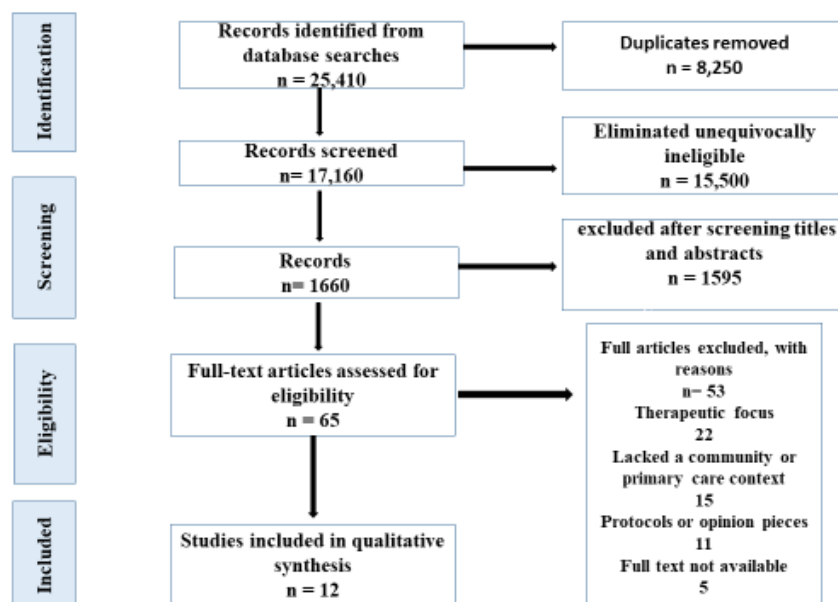 Identification
Records identified from
database searches
n = 25,410
Duplicates removed
n = 8,250
Records screened
n= 17,160
Eliminated unequivocally
ineligible
n = 15,500
Screening
Records
n= 1660
excluded after screening titles
and abstracts
n = 1595
Eligibility
Full-text articles assessed for
eligibility
n = 65
Full articles excluded, with
reasons
n= 53
Therapeutic focus
22
Lacked a community or
primary care context
15
Protocols or opinion pieces
11
Full text not available
5
Included
Studies included in qualitative
synthesis
n = 12